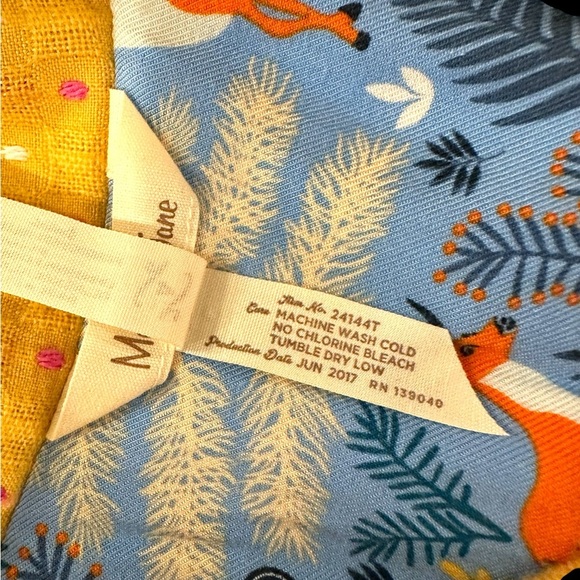 Item No. 24144T
Care MACHINE WASH COLD
NO CHLORINE BLEACH
TUMBLE DRY LOW
Production Date JUN 2017 RN 139040
jane
M